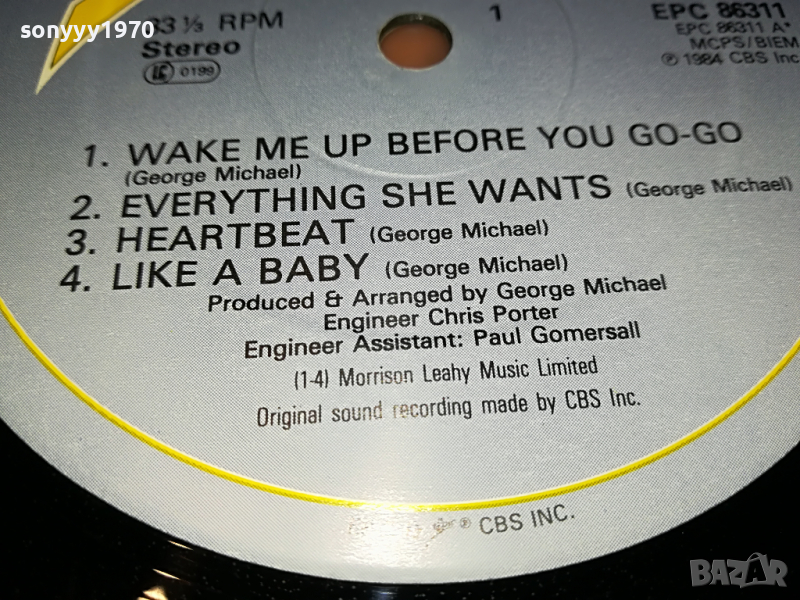 sonyyy1970
33 ⅓ RPM
Stereo
LC 0199
1
EPC 86311
EPC 86311 A
MCPS/BIEM
℗ 1984 CBS Inc
1. WAKE ME UP BEFORE YOU GO-GO
(George Michael)
2. EVERYTHING SHE WANTS (George Michael)
3. HEARTBEAT (George Michael)
4. LIKE A BABY (George Michael)
Produced & Arranged by George Michael
Engineer Chris Porter
Engineer Assistant: Paul Gomersall
(1-4) Morrison Leahy Music Limited
Original sound recording made by CBS Inc.
℗ CBS INC.
BAZAR